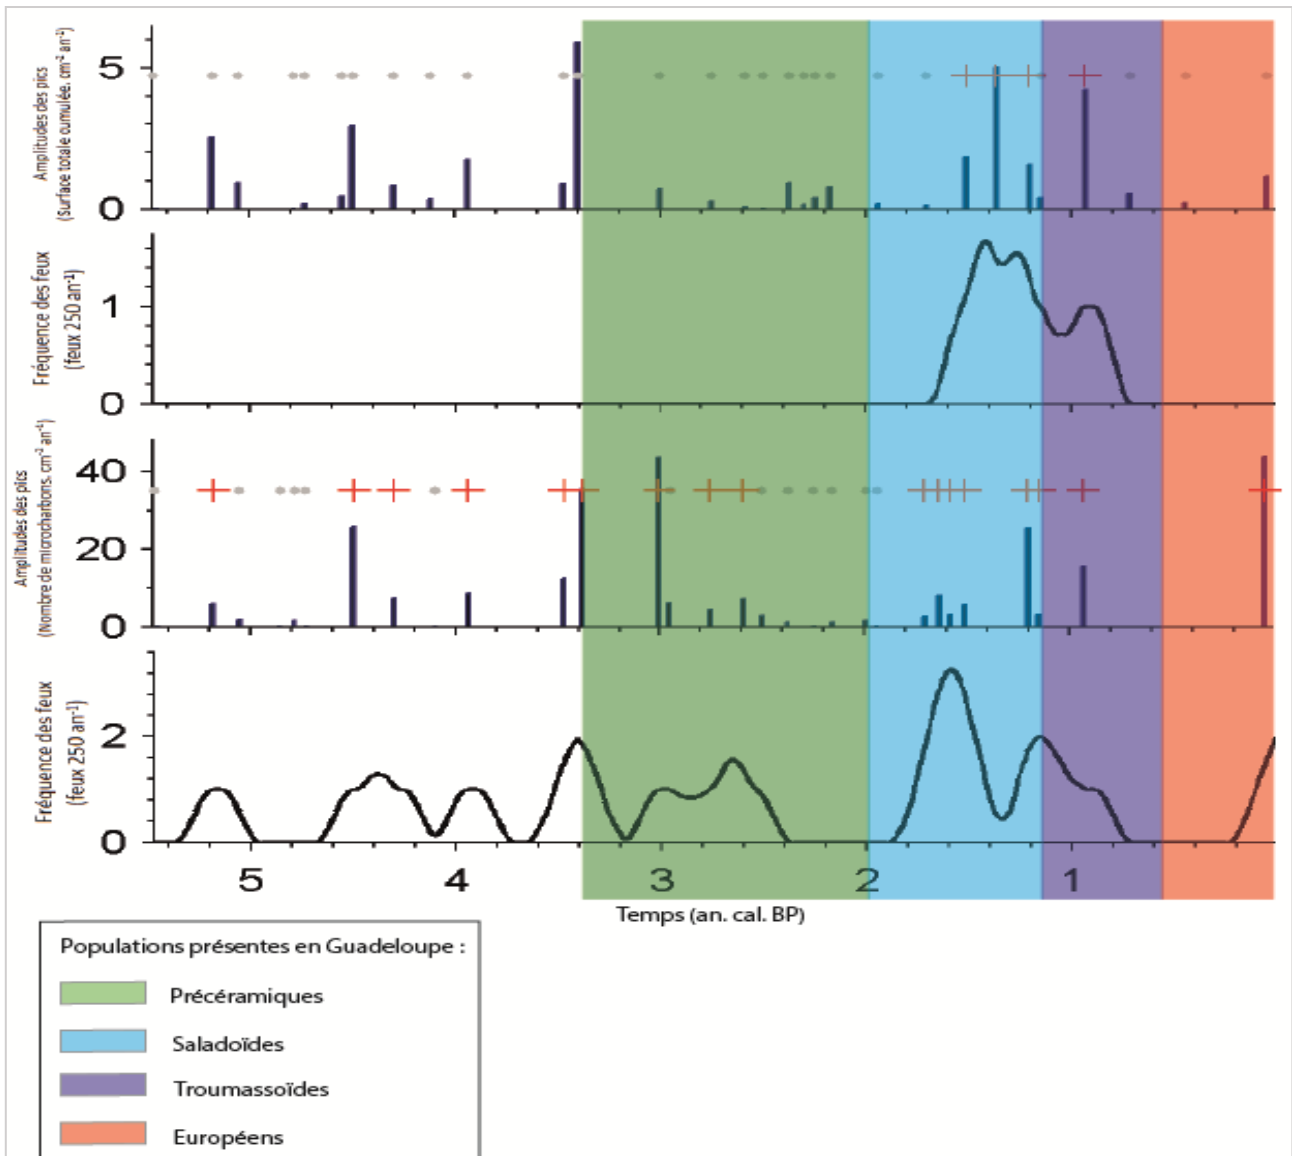 Amplitudes des pics
(Surface totale cumulée. cm⁻² an⁻¹)
5
0
Fréquence des feux
(feux 250 an⁻¹)
1
0
Amplitudes des pics
(Nombre de microcharbons. cm⁻² an⁻¹)
40
20
0
Fréquence des feux
(feux 250 an⁻¹)
2
0
5 4 3 2 1
Temps (an. cal. BP)
Populations présentes en Guadeloupe :
Précéramiques
Saladoïdes
Troumassoïdes
Européens